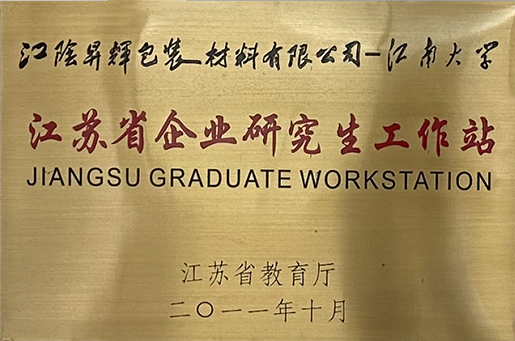 江阴昇辉包装材料有限公司-江南大学
江苏省企业研究生工作站
JIANGSU GRADUATE WORKSTATION
江苏省教育厅
二〇一一年十月